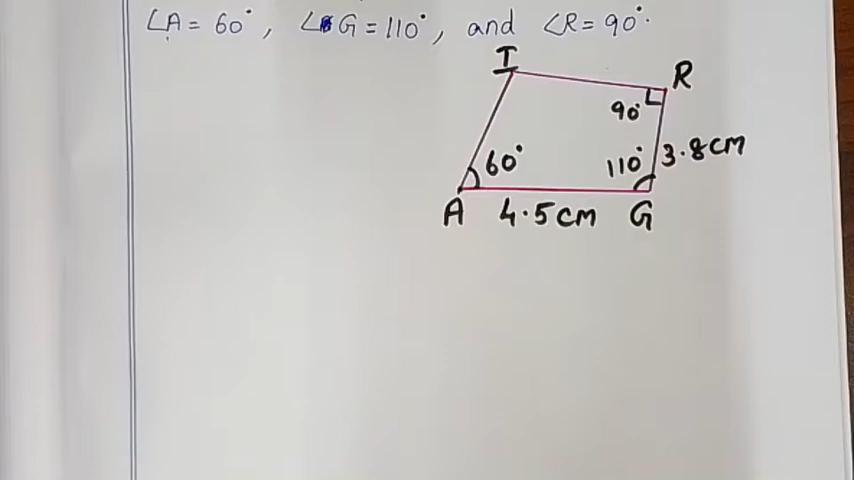 ∠A = 60°, ∠G = 110°, and ∠R = 90°.
I
R
90°
60°
110°
3.8cm
A
4.5cm
G